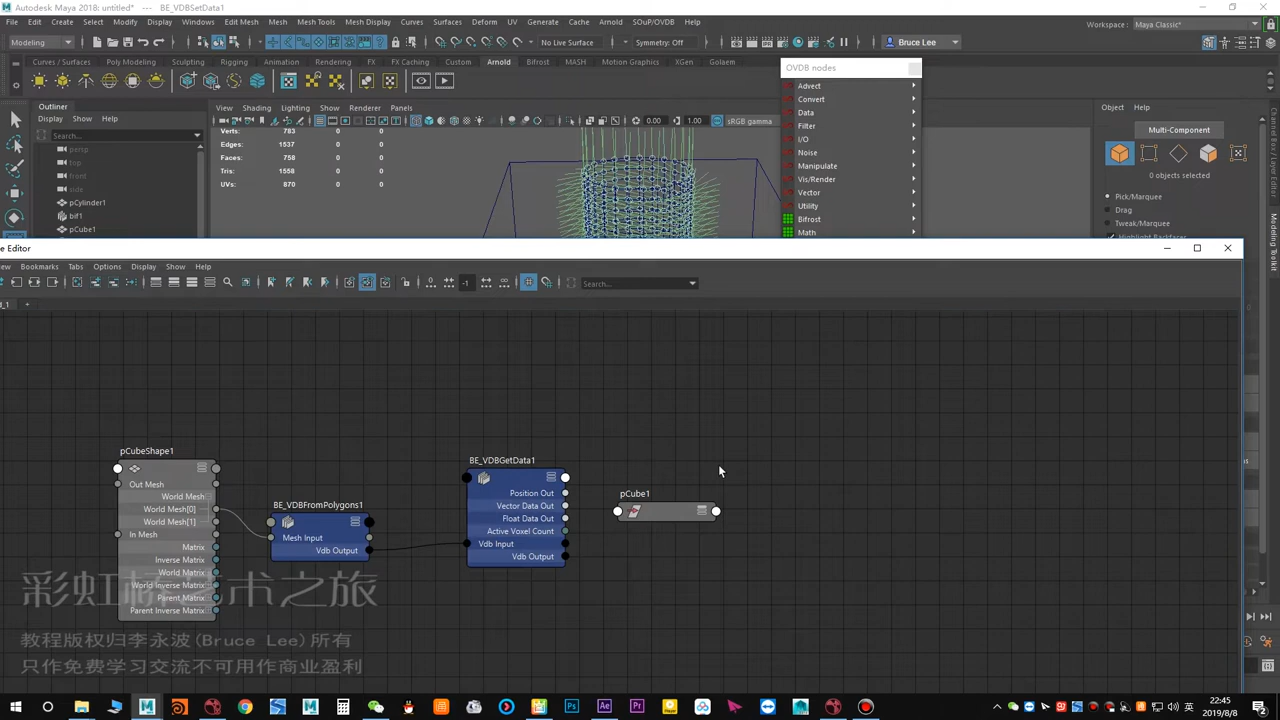 Autodesk Maya 2018: untitled*   ---   BE_VDBSetData1
File Edit Create Select Modify Display Windows Edit Mesh Mesh Tools Mesh Display Curves Surfaces Deform UV Generate Cache Arnold SOuP/OVDB Help
Workspace : Maya Classic*
Modeling
No Live Surface
Symmetry: Off
Bruce Lee
Curves / Surfaces Poly Modeling Sculpting Rigging Animation Rendering FX FX Caching Custom Arnold Bifrost MASH Motion Graphics XGen Golaem
OVDB nodes
Advect
Convert
Data
Filter
I/O
Noise
Manipulate
Vis/Render
Vector
Utility
Bifrost
Math
Outliner
Display Show Help
Search...
persp
top
front
side
pCylinder1
bif1
pCube1
View Shading Lighting Show Renderer Panels
0.00
1.00
sRGB gamma
Verts: 783 0 0
Edges: 1537 0 0
Faces: 758 0 0
Tris: 1558 0 0
UVs: 870 0 0
Object Help
Multi-Component
0 objects selected
Pick/Marquee
Drag
Tweak/Marquee
Highlight Backfaces
Modeling Toolkit
e Editor
ew Bookmarks Tabs Options Display Show Help
-1
Search...
d_1
+
pCubeShape1
Out Mesh
World Mesh
World Mesh[0]
World Mesh[1]
In Mesh
Matrix
Inverse Matrix
World Matrix
World Inverse Matrix
Parent Matrix
Parent Inverse Matrix
BE_VDBFromPolygons1
Mesh Input
Vdb Output
BE_VDBGetData1
Position Out
Vector Data Out
Float Data Out
Active Voxel Count
Vdb Input
Vdb Output
pCube1
教程版权归李永波(Bruce Lee)所有
只作免费学习交流不可用作商业盈利
22:45
2019/8/8